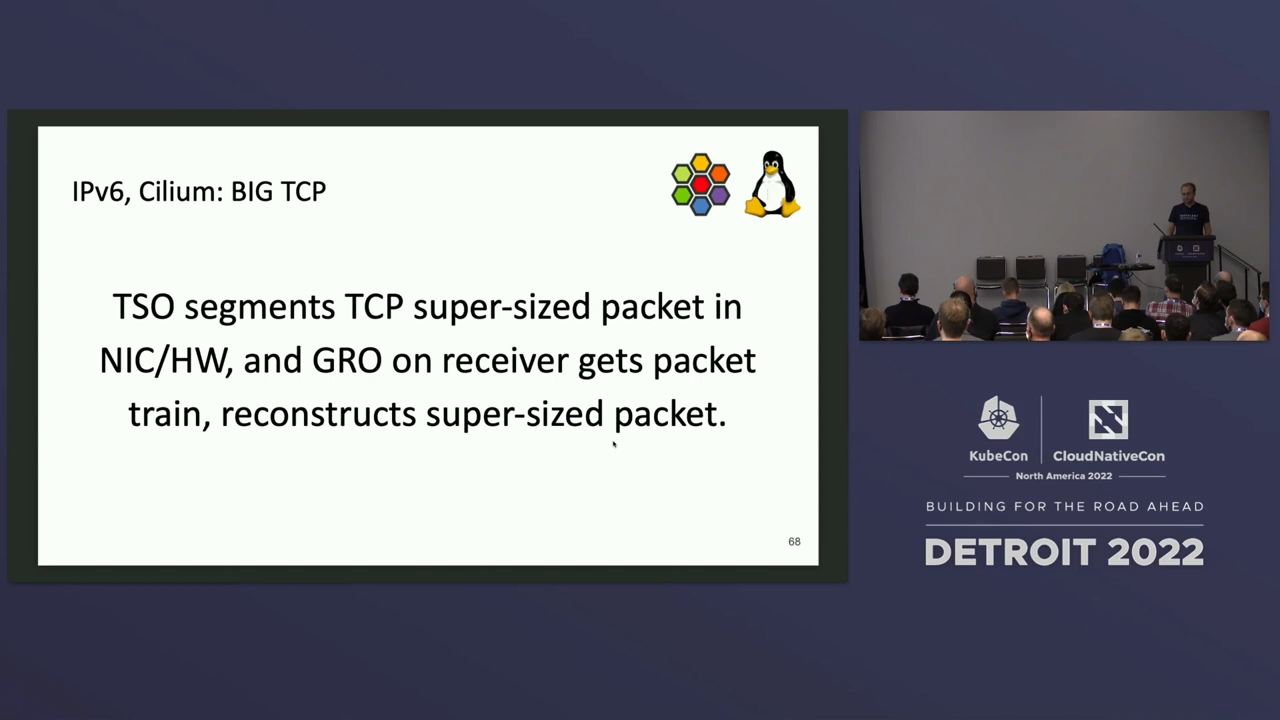 IPv6, Cilium: BIG TCP
TSO segments TCP super-sized packet in
NIC/HW, and GRO on receiver gets packet
train, reconstructs super-sized packet.
68
KubeCon
CloudNativeCon
North America 2022
BUILDING FOR THE ROAD AHEAD
DETROIT 2022